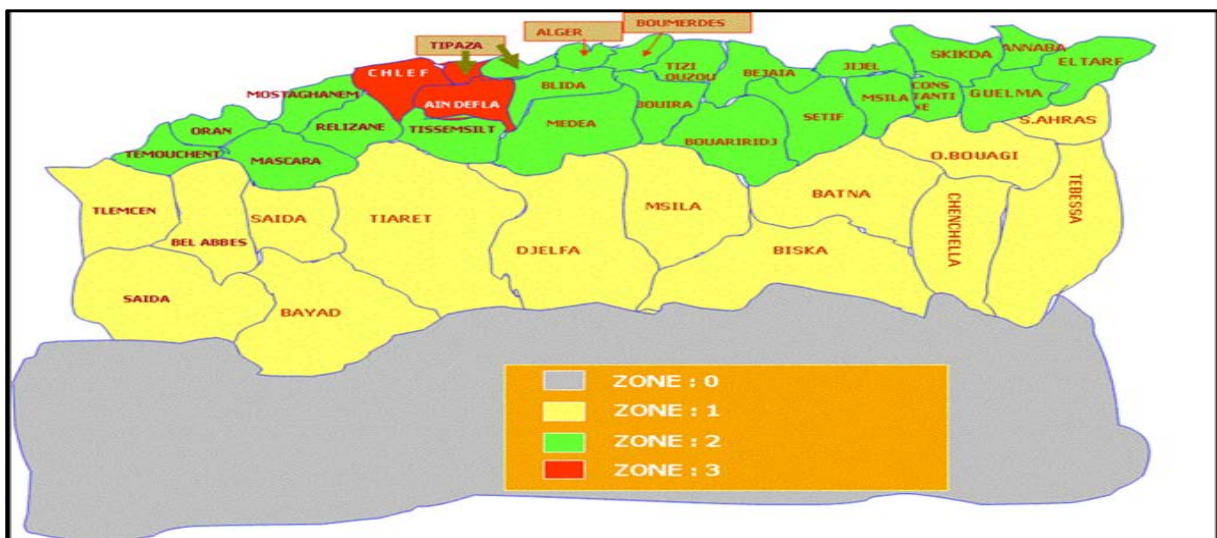 BOUMERDES
ALGER
TIPAZA
CHLEF
AIN DEFLA
MOSTAGHANEM
ORAN
TEMOUCHENT
RELIZANE
MASCARA
TISSEMSILT
BLIDA
MEDEA
TIZI
OUZOU
BOUIRA
BEJAIA
BOUARIRIDJ
SETIF
JIJEL
MSILA
CONS
TANTI
NE
SKIKDA
ANNABA
ELTARF
GUELMA
S.AHRAS
O.BOUAGI
TEBESSA
CHENCHELLA
BATNA
BISKA
MSILA
DJELFA
TIARET
SAIDA
BEL ABBES
TLEMCEN
SAIDA
BAYAD
ZONE : 0
ZONE : 1
ZONE : 2
ZONE : 3